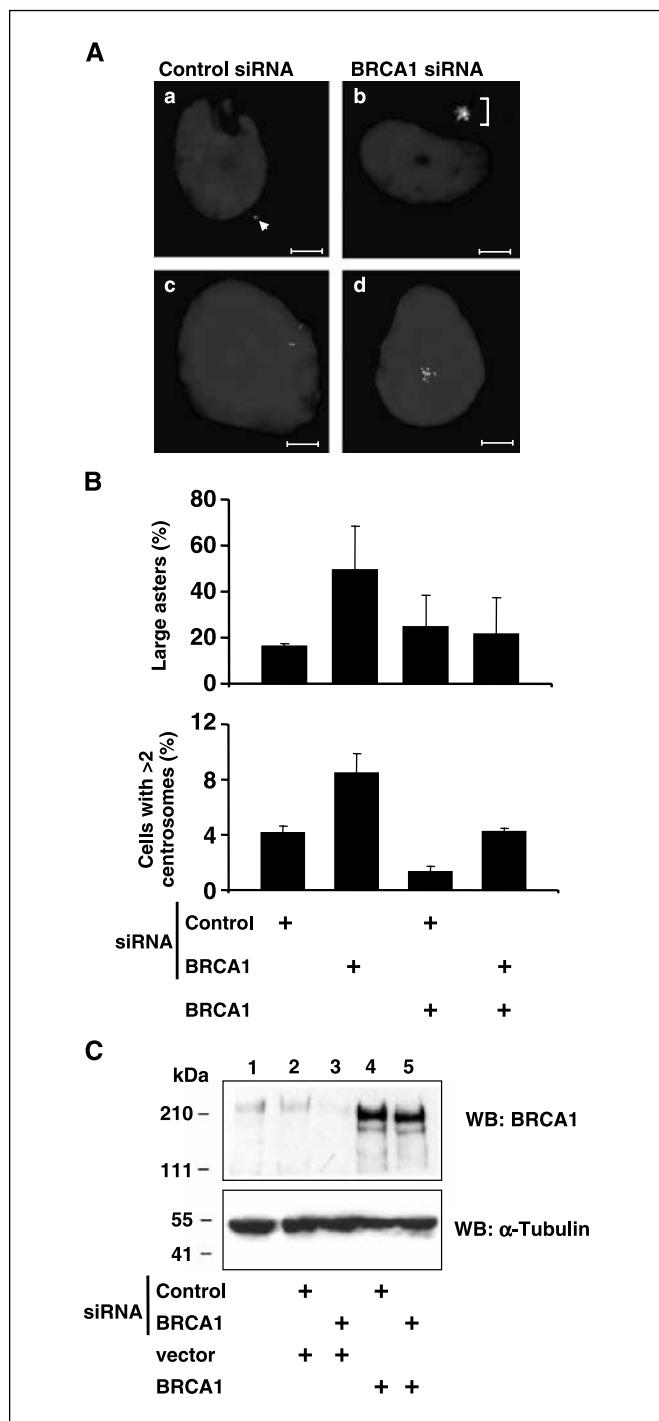 A
Control siRNA BRCA1 siRNA
a b
c d
B
Large asters (%)
80
60
40
20
0
Cells with >2
centrosomes (%)
12
8
4
0
siRNA
Control + +
BRCA1 + +
BRCA1 + +
C
kDa 1 2 3 4 5
210 –
111 –
WB: BRCA1
55 –
41 –
WB: α-Tubulin
siRNA
Control + +
BRCA1 + +
vector + +
BRCA1 + +